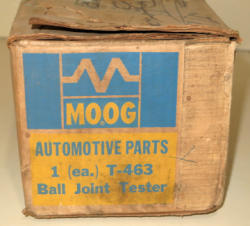 MOOG
AUTOMOTIVE PARTS
1 (ea.) T-463
Ball Joint Tester